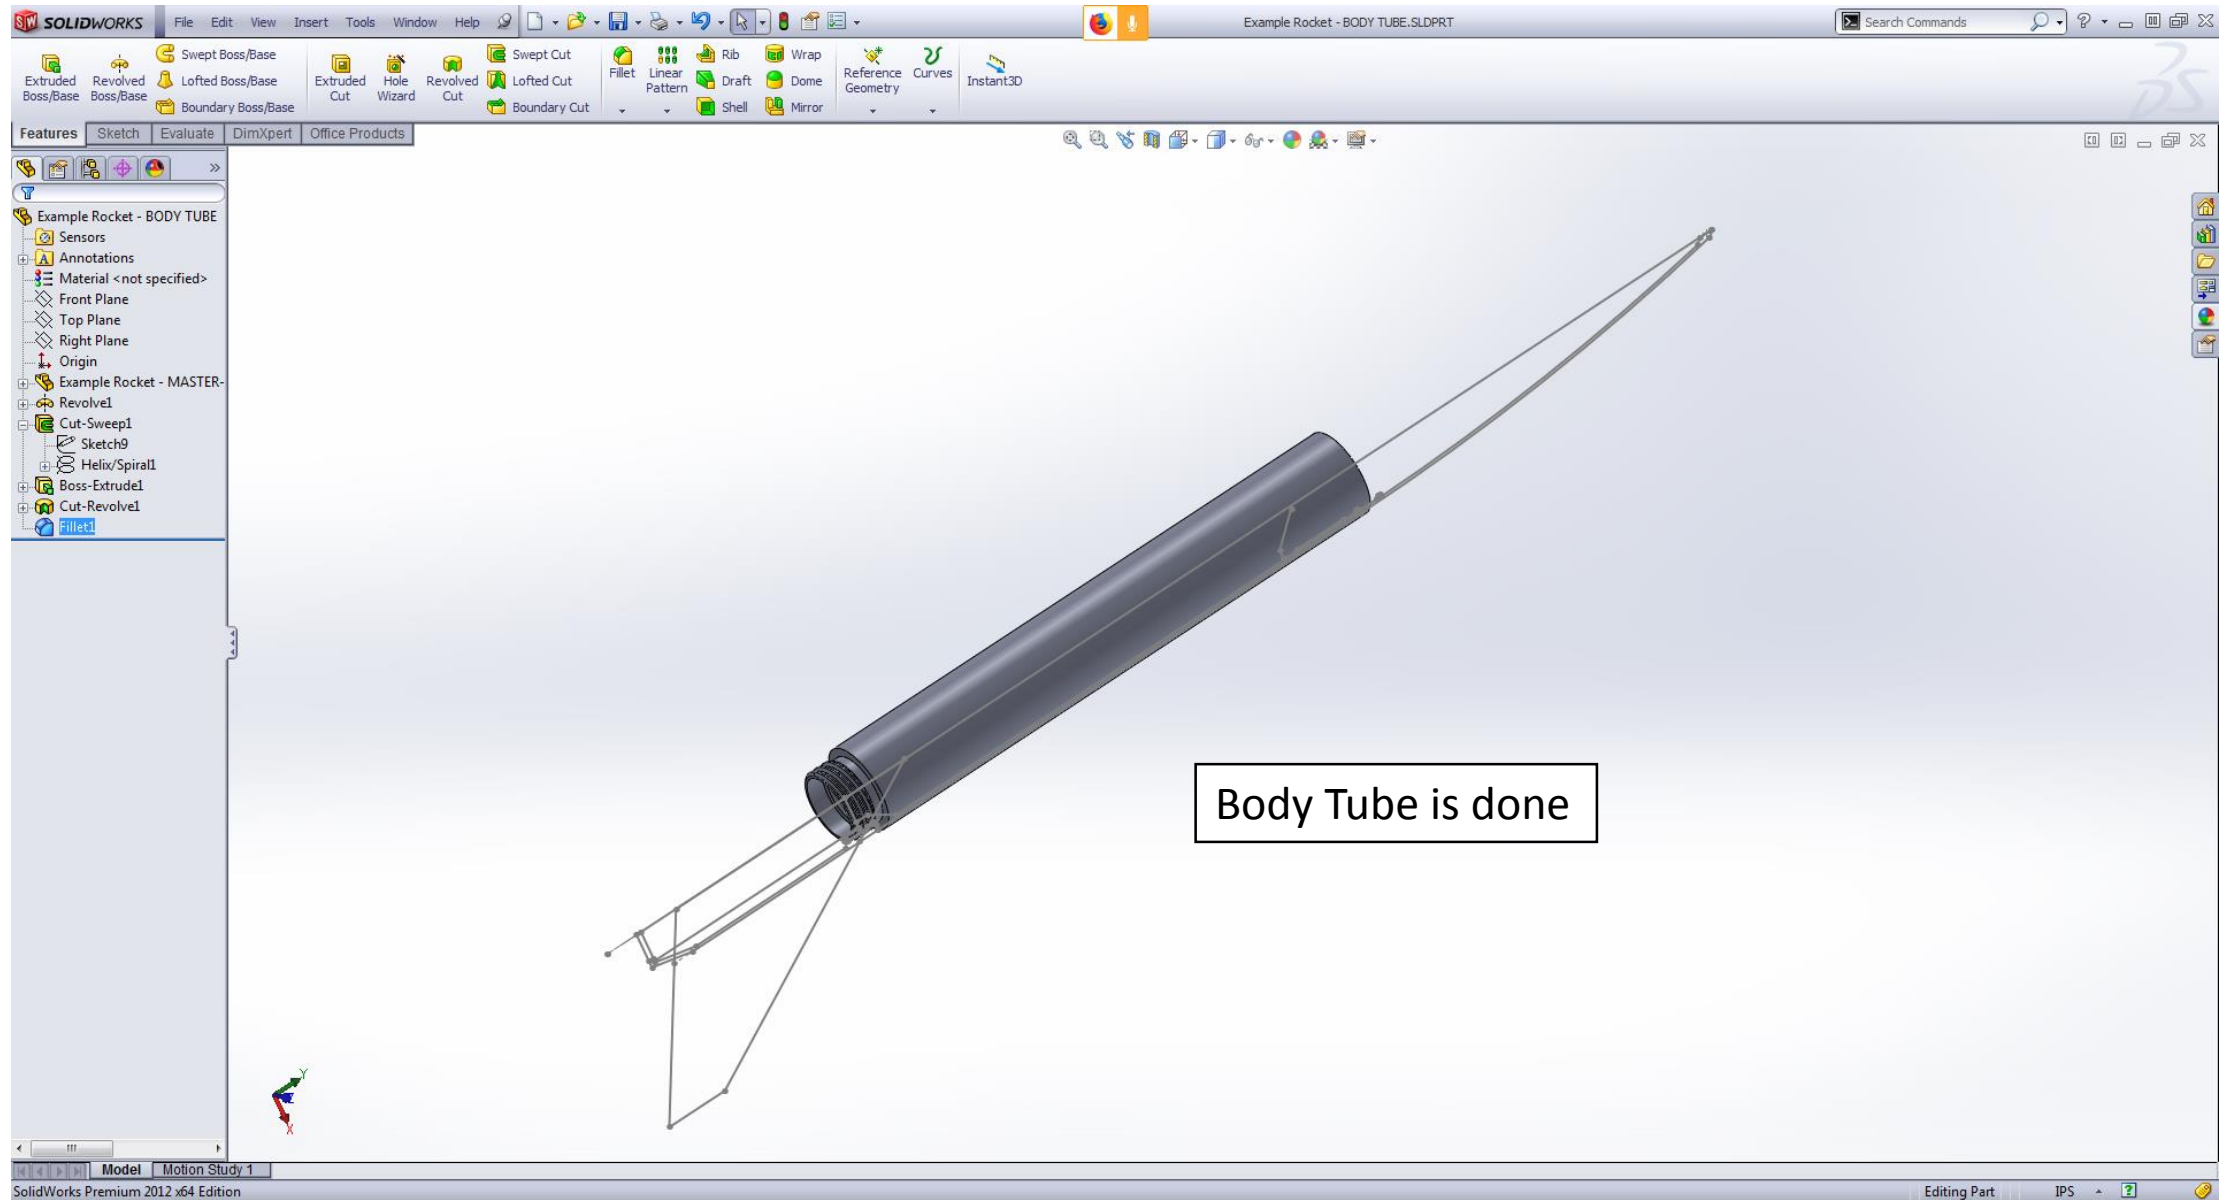 SOLIDWORKS File Edit View Insert Tools Window Help
Example Rocket - BODY TUBE.SLDPRT
Search Commands
Extruded Boss/Base
Revolved Boss/Base
Swept Boss/Base
Lofted Boss/Base
Boundary Boss/Base
Extruded Cut
Hole Wizard
Revolved Cut
Swept Cut
Lofted Cut
Boundary Cut
Fillet
Linear Pattern
Rib
Draft
Shell
Wrap
Dome
Mirror
Reference Geometry
Curves
Instant3D
Features Sketch Evaluate DimXpert Office Products
Example Rocket - BODY TUBE
Sensors
Annotations
Material <not specified>
Front Plane
Top Plane
Right Plane
Origin
Example Rocket - MASTER-
Revolve1
Cut-Sweep1
Sketch9
Helix/Spiral1
Boss-Extrude1
Cut-Revolve1
Fillet1
Body Tube is done
Y
Z
X
Model Motion Study 1
SolidWorks Premium 2012 x64 Edition
Editing Part IPS